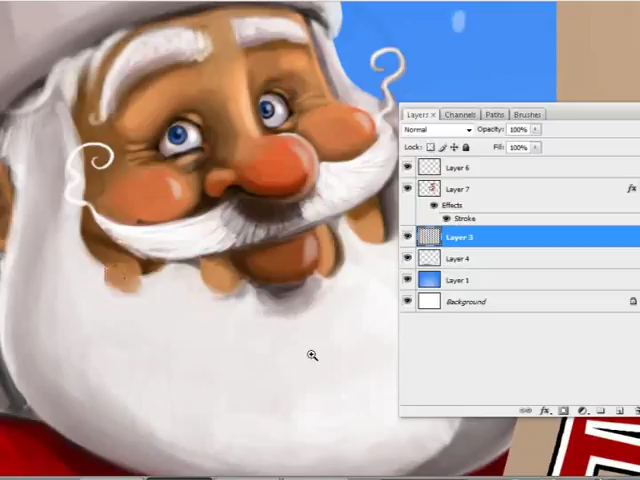 Layers × Channels Paths Brushes
Normal Opacity: 100%
Lock: Fill: 100%
Layer 6
Layer 7 fx
Effects
Stroke
Layer 3
Layer 4
Layer 1
Background
fx